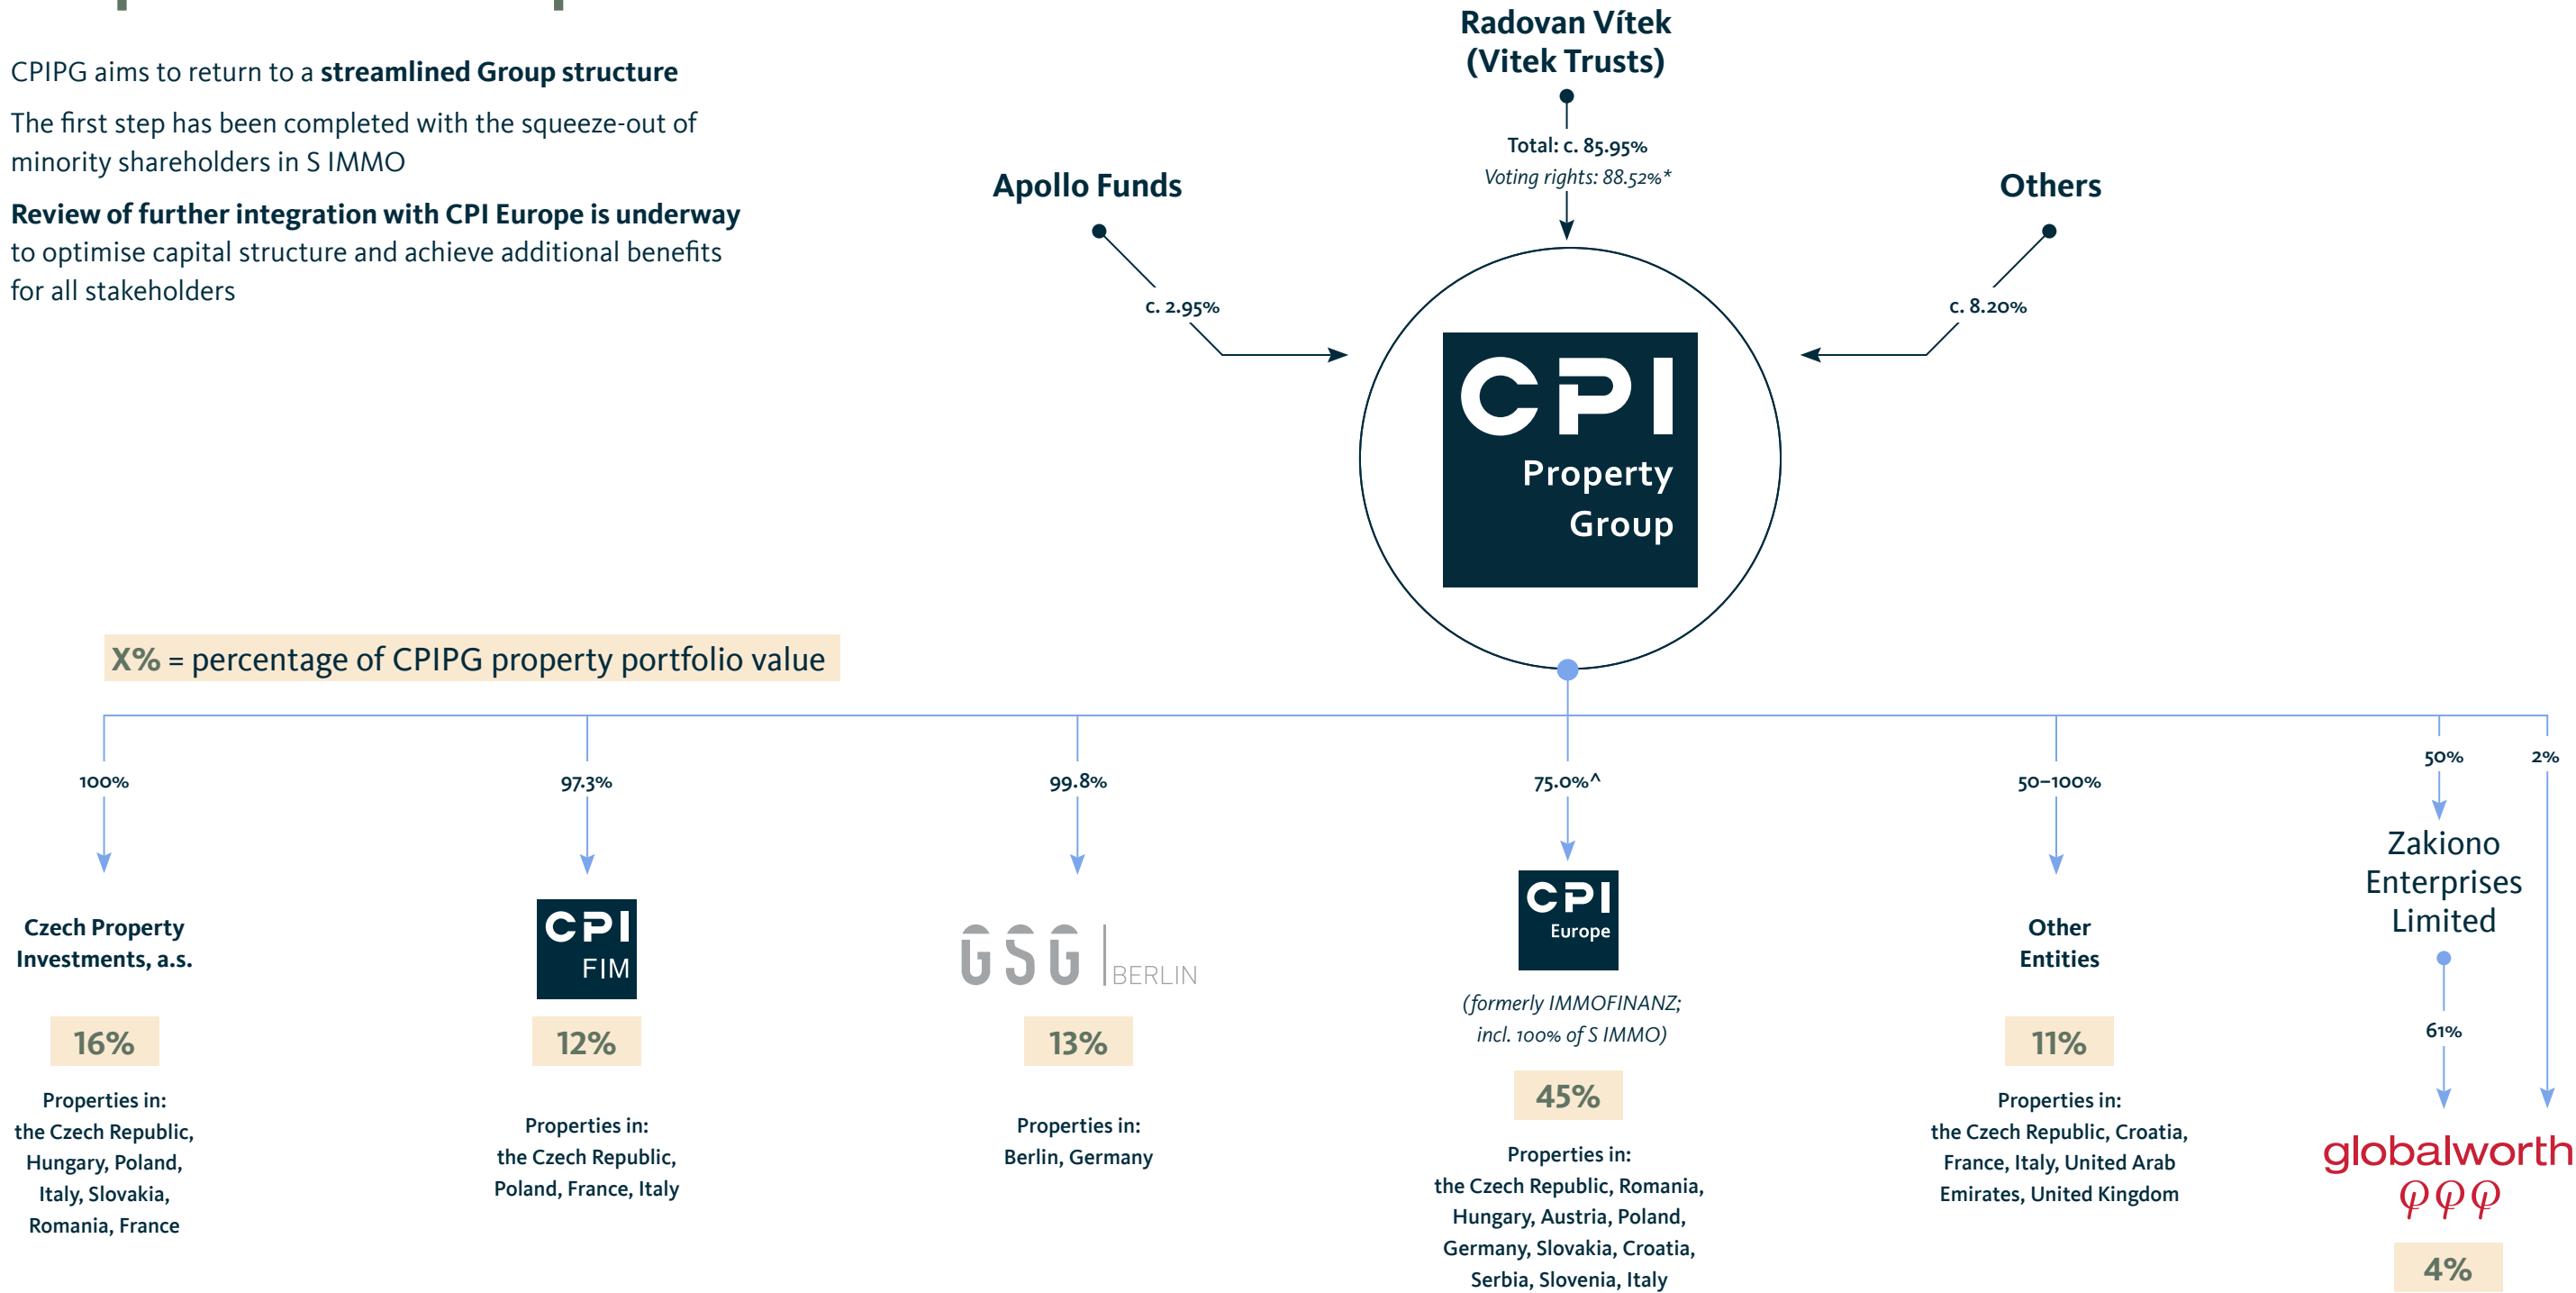 CPIPG aims to return to a streamlined Group structure
The first step has been completed with the squeeze-out of
minority shareholders in S IMMO
Review of further integration with CPI Europe is underway
to optimise capital structure and achieve additional benefits
for all stakeholders
Radovan Vítek
(Vitek Trusts)
Total: c. 85.95%
Voting rights: 88.52%*
Apollo Funds
c. 2.95%
Others
c. 8.20%
CPI
Property
Group
X% = percentage of CPIPG property portfolio value
100%
97.3%
99.8%
75.0%^
50–100%
50%
2%
Czech Property
Investments, a.s.
16%
Properties in:
the Czech Republic,
Hungary, Poland,
Italy, Slovakia,
Romania, France
CPI
FIM
12%
Properties in:
the Czech Republic,
Poland, France, Italy
GSG BERLIN
13%
Properties in:
Berlin, Germany
CPI
Europe
(formerly IMMOFINANZ;
incl. 100% of S IMMO)
45%
Properties in:
the Czech Republic, Romania,
Hungary, Austria, Poland,
Germany, Slovakia, Croatia,
Serbia, Slovenia, Italy
Other
Entities
11%
Properties in:
the Czech Republic, Croatia,
France, Italy, United Arab
Emirates, United Kingdom
Zakiono
Enterprises
Limited
61%
globalworth
4%